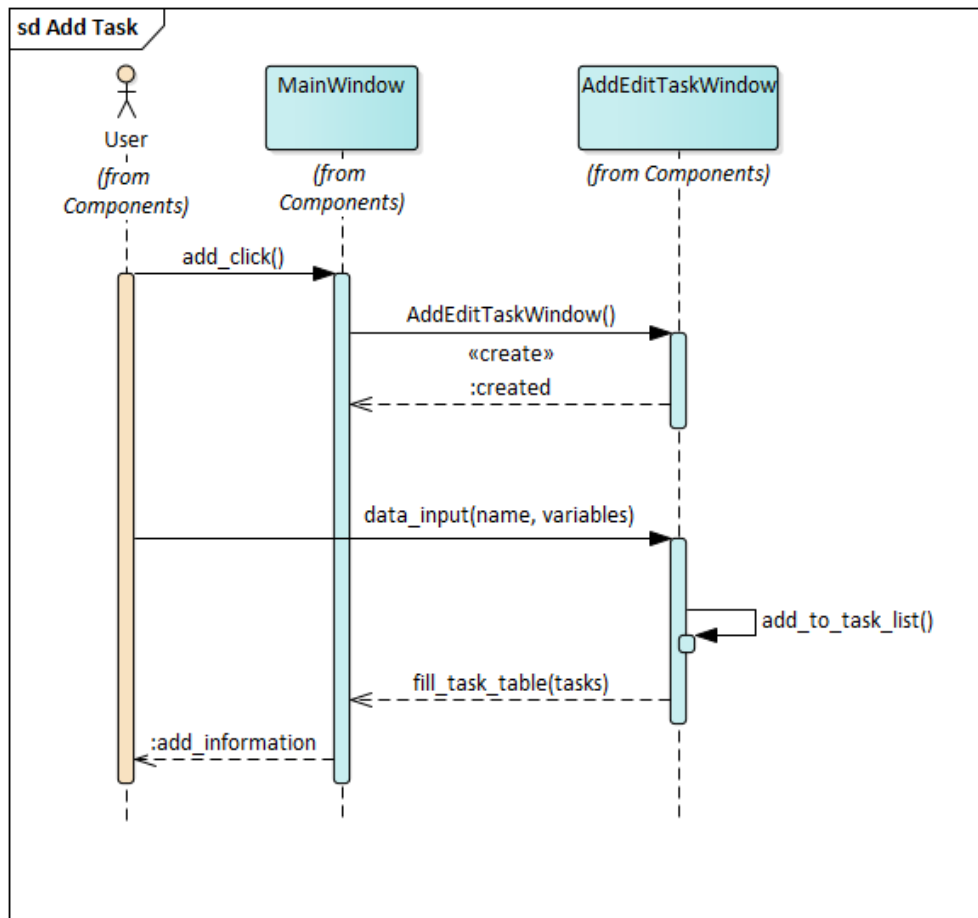 sd Add Task
User
(from
Components)
MainWindow
(from
Components)
AddEditTaskWindow
(from Components)
add_click()
AddEditTaskWindow()
«create»
:created
data_input(name, variables)
add_to_task_list()
fill_task_table(tasks)
:add_information